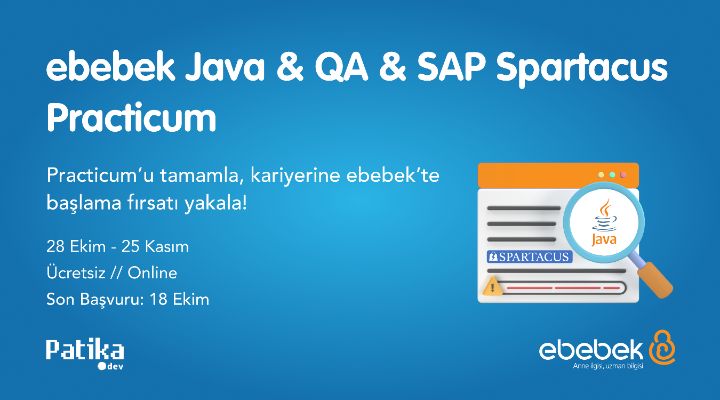 ebebek Java & QA & SAP Spartacus
Practicum
Practicum'u tamamla, kariyerine ebebek'te
başlama fırsatı yakala!
28 Ekim - 25 Kasım
Ücretsiz // Online
Son Başvuru: 18 Ekim
Java
SPARTACUS
!
Patika
.dev
ebebek
Anne ilgisi, uzman bilgisi